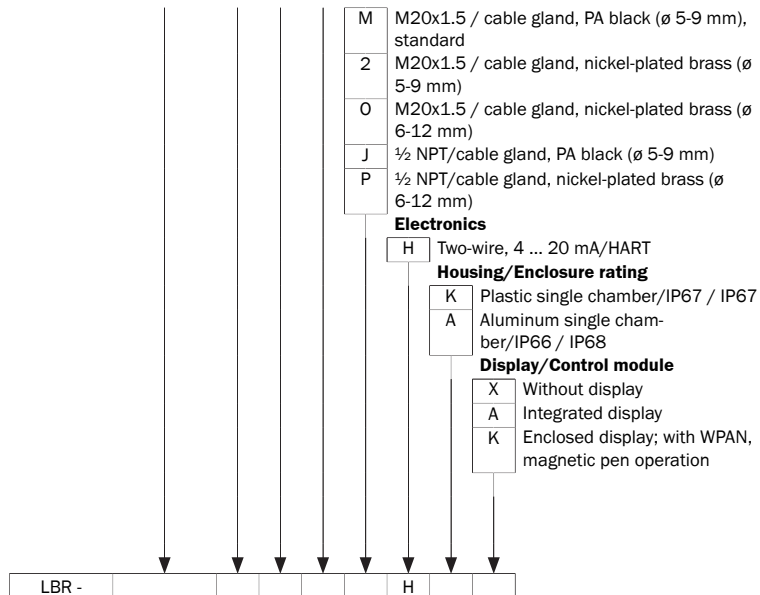 M M20x1.5 / cable gland, PA black (ø 5-9 mm),
standard
2 M20x1.5 / cable gland, nickel-plated brass (ø
5-9 mm)
O M20x1.5 / cable gland, nickel-plated brass (ø
6-12 mm)
J ½ NPT/cable gland, PA black (ø 5-9 mm)
P ½ NPT/cable gland, nickel-plated brass (ø
6-12 mm)
Electronics
H Two-wire, 4 ... 20 mA/HART
Housing/Enclosure rating
K Plastic single chamber/IP67 / IP67
A Aluminum single cham-
ber/IP66 / IP68
Display/Control module
X Without display
A Integrated display
K Enclosed display; with WPAN,
magnetic pen operation
LBR - H